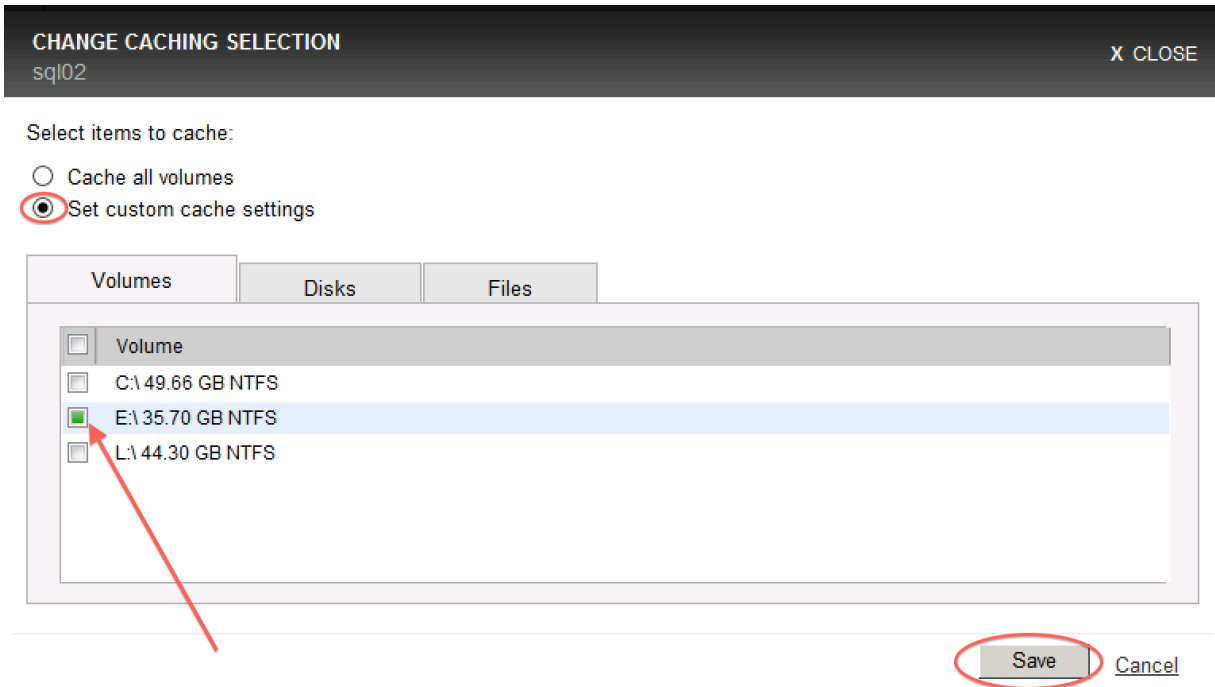 CHANGE CACHING SELECTION
sql02
X CLOSE
Select items to cache:
Cache all volumes
Set custom cache settings
Volumes
Disks
Files
Volume
C:\ 49.66 GB NTFS
E:\ 35.70 GB NTFS
L:\ 44.30 GB NTFS
Save
Cancel